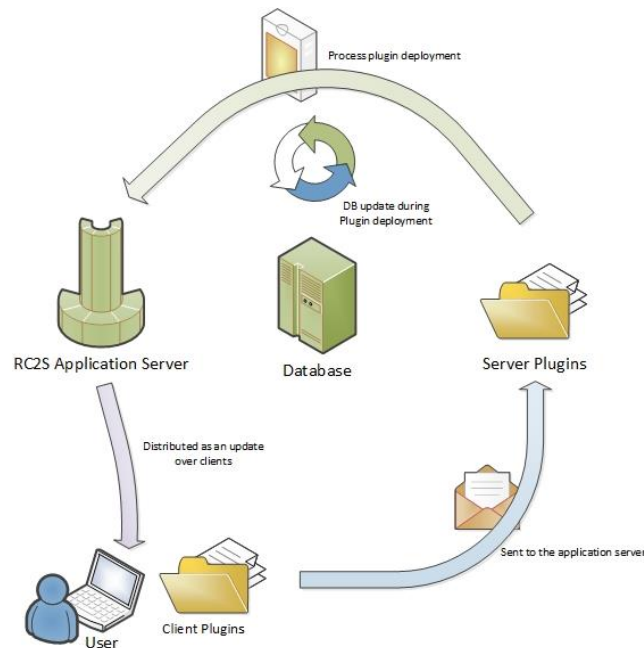 Process plugin deployment
DB update during
Plugin deployment
RC2S Application Server
Database
Server Plugins
Distributed as an update
over clients
Sent to the application server
User
Client Plugins